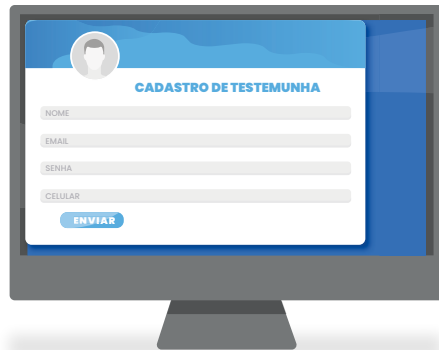 CADASTRO DE TESTEMUNHA
NOME
EMAIL
SENHA
CELULAR
ENVIAR